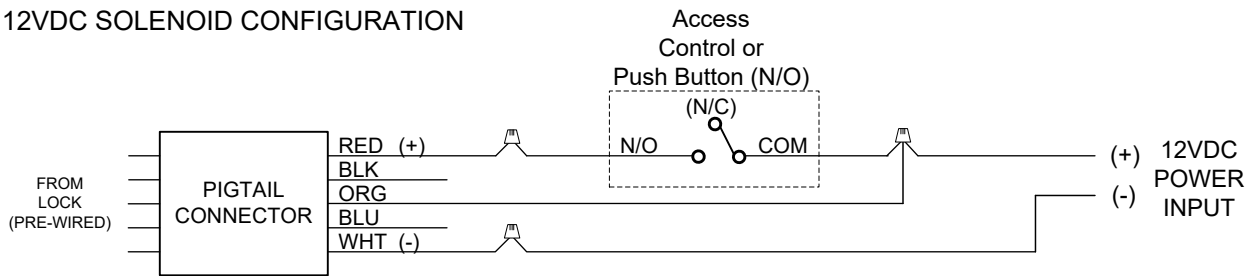 12VDC SOLENOID CONFIGURATION
Access
Control or
Push Button (N/O)
(N/C)
N/O
COM
RED (+)
BLK
ORG
BLU
WHT (-)
FROM
LOCK
(PRE-WIRED)
PIGTAIL
CONNECTOR
(+)
(-)
12VDC
POWER
INPUT